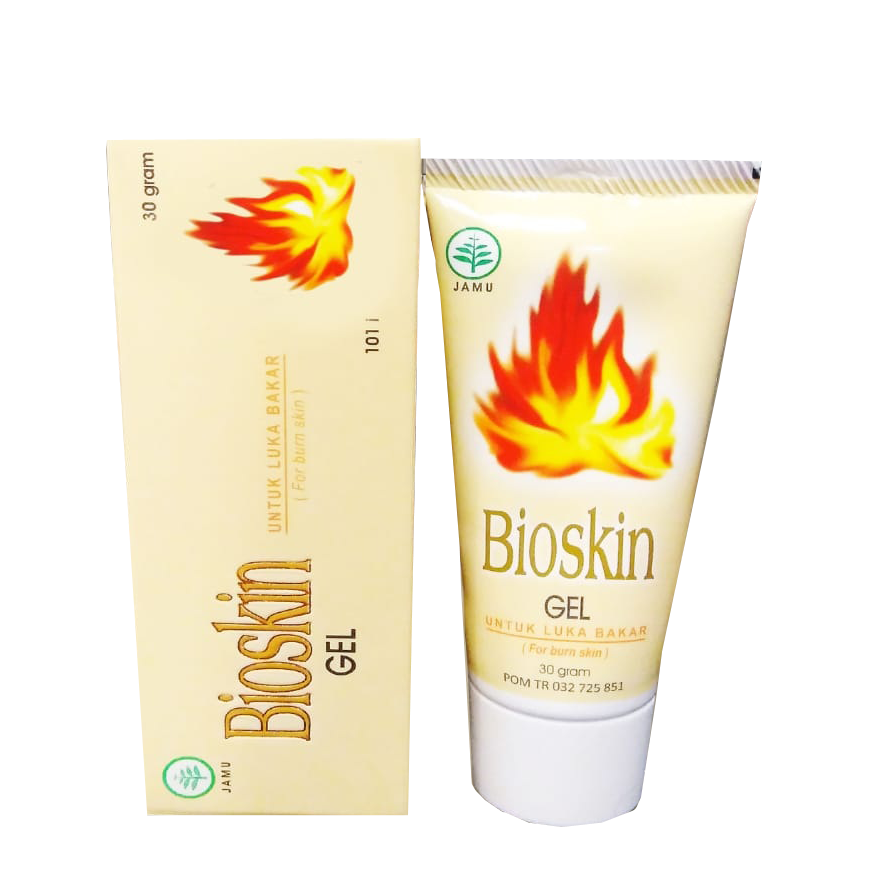 30 gram
101 i
UNTUK LUKA BAKAR
( For burn skin )
Bioskin
GEL
JAMU
JAMU
Bioskin
GEL
UNTUK LUKA BAKAR
( For burn skin )
30 gram
POM TR 032 725 851